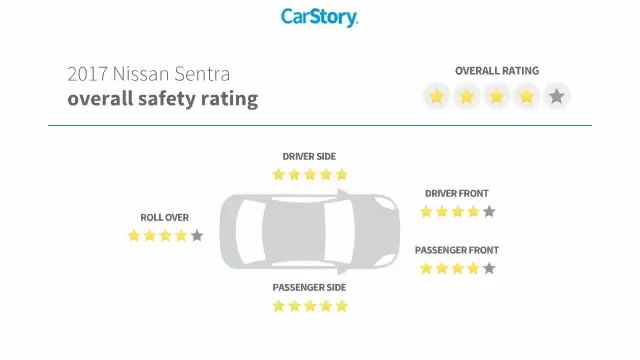 CarStory
2017 Nissan Sentra
overall safety rating
OVERALL RATING
DRIVER SIDE
DRIVER FRONT
ROLL OVER
PASSENGER FRONT
PASSENGER SIDE